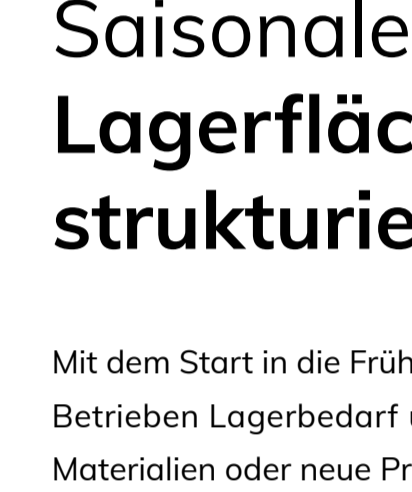 Saisonale
Lagerfläc
strukturie
Mit dem Start in die Früh
Betrieben Lagerbedarf u
Materialien oder neue Pr